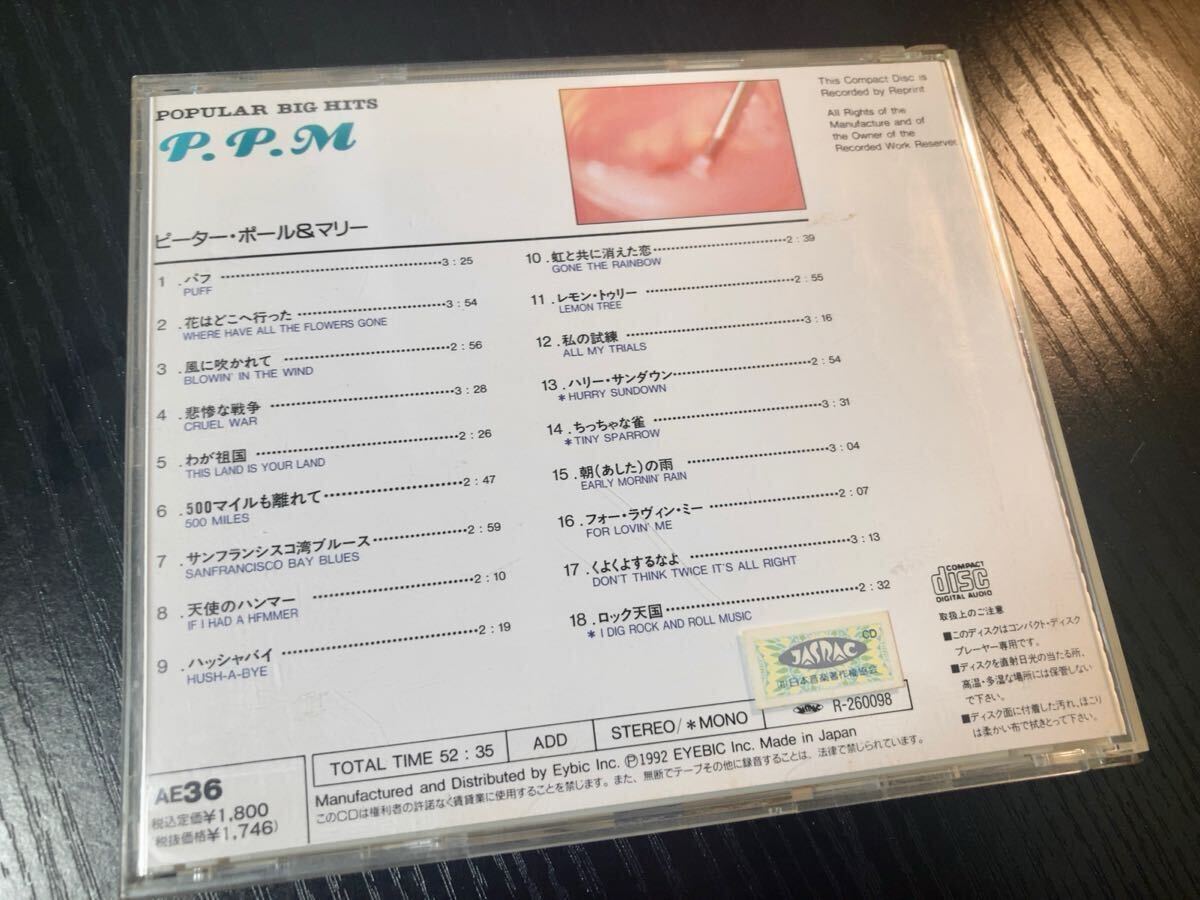 POPULAR BIG HITS
P. P. M
ピーター・ポール&マリー
This Compact Disc is
Recorded by Reprint
All Rights of the
Manufacture and of
the Owner of the
Recorded Work Reserved
1 .パフ 3 : 25
PUFF
2 .花はどこへ行った 3 : 54
WHERE HAVE ALL THE FLOWERS GONE
3 .風に吹かれて 2 : 56
BLOWIN' IN THE WIND
4 .悲惨な戦争 3 : 28
CRUEL WAR
5 .わが祖国 2 : 26
THIS LAND IS YOUR LAND
6 .500マイルも離れて 2 : 47
500 MILES
7 .サンフランシスコ湾ブルース 2 : 59
SANFRANCISCO BAY BLUES
8 .天使のハンマー 2 : 10
IF I HAD A HFMMER
9 .ハッシャバイ 2 : 19
HUSH-A-BYE
10 .虹と共に消えた恋 2 : 39
GONE THE RAINBOW
11 .レモン・トゥリー 2 : 55
LEMON TREE
12 .私の試練 3 : 16
ALL MY TRIALS
13 .ハリー・サンダウン 2 : 54
*HURRY SUNDOWN
14 .ちっちゃな雀 3 : 31
*TINY SPARROW
15 .朝(あした)の雨 3 : 04
EARLY MORNIN' RAIN
16 .フォー・ラヴィン・ミー 2 : 07
FOR LOVIN' ME
17 .くよくよするなよ 3 : 13
DON'T THINK TWICE IT'S ALL RIGHT
18 .ロック天国 2 : 32
*I DIG ROCK AND ROLL MUSIC
JASRAC
CD
日本音楽著作権協会
R-260098
COMPACT
disc
DIGITAL AUDIO
取扱上のご注意
■このディスクはコンパクト・ディスク
プレーヤー専用です。
■ディスクを直射日光の当たる所、
高温・多湿な場所には保管しない
で下さい。
■ディスク面に付着した汚れ、ほこり
は柔かい布で拭きとって下さい。
TOTAL TIME 52 : 35
ADD
STEREO/*MONO
Manufactured and Distributed by Eybic Inc. Ⓟ1992 EYEBIC Inc. Made in Japan
このCDは権利者の許諾なく賃貸業に使用することを禁じます。また、無断でテープその他に録音することは、法律で禁じられています。
AE36
税込定価¥1,800
税抜価格¥1,746)